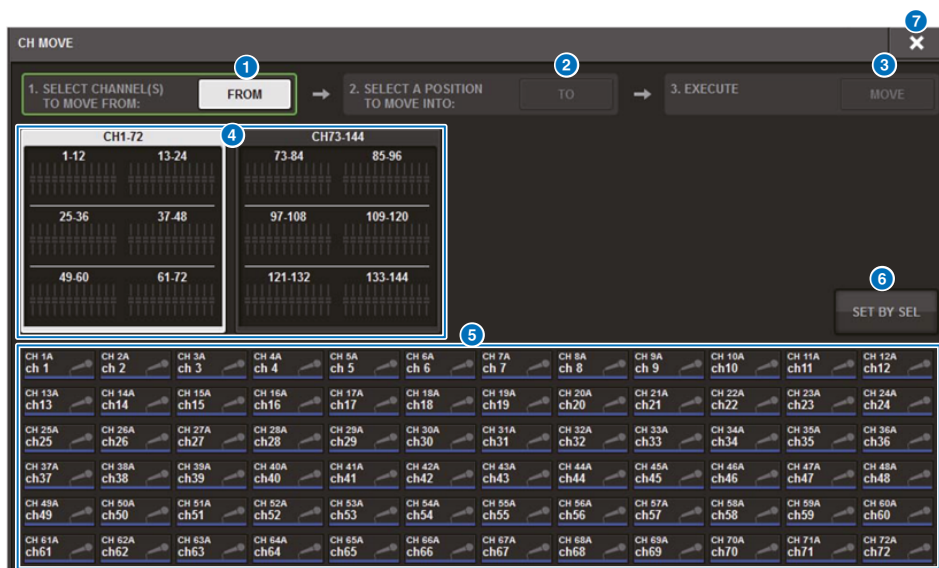 7
CH MOVE ×
1 2 3
1. SELECT CHANNEL(S) TO MOVE FROM: FROM → 2. SELECT A POSITION TO MOVE INTO: TO → 3. EXECUTE MOVE
CH1-72 4 CH73-144
1-12 13-24 73-84 85-96
25-36 37-48 97-108 109-120
49-60 61-72 121-132 133-144
6
SET BY SEL
5
CH 1A CH 2A CH 3A CH 4A CH 5A CH 6A CH 7A CH 8A CH 9A CH 10A CH 11A CH 12A
ch 1 ch 2 ch 3 ch 4 ch 5 ch 6 ch 7 ch 8 ch 9 ch10 ch11 ch12
CH 13A CH 14A CH 15A CH 16A CH 17A CH 18A CH 19A CH 20A CH 21A CH 22A CH 23A CH 24A
ch13 ch14 ch15 ch16 ch17 ch18 ch19 ch20 ch21 ch22 ch23 ch24
CH 25A CH 26A CH 27A CH 28A CH 29A CH 30A CH 31A CH 32A CH 33A CH 34A CH 35A CH 36A
ch25 ch26 ch27 ch28 ch29 ch30 ch31 ch32 ch33 ch34 ch35 ch36
CH 37A CH 38A CH 39A CH 40A CH 41A CH 42A CH 43A CH 44A CH 45A CH 46A CH 47A CH 48A
ch37 ch38 ch39 ch40 ch41 ch42 ch43 ch44 ch45 ch46 ch47 ch48
CH 49A CH 50A CH 51A CH 52A CH 53A CH 54A CH 55A CH 56A CH 57A CH 58A CH 59A CH 60A
ch49 ch50 ch51 ch52 ch53 ch54 ch55 ch56 ch57 ch58 ch59 ch60
CH 61A CH 62A CH 63A CH 64A CH 65A CH 66A CH 67A CH 68A CH 69A CH 70A CH 71A CH 72A
ch61 ch62 ch63 ch64 ch65 ch66 ch67 ch68 ch69 ch70 ch71 ch72